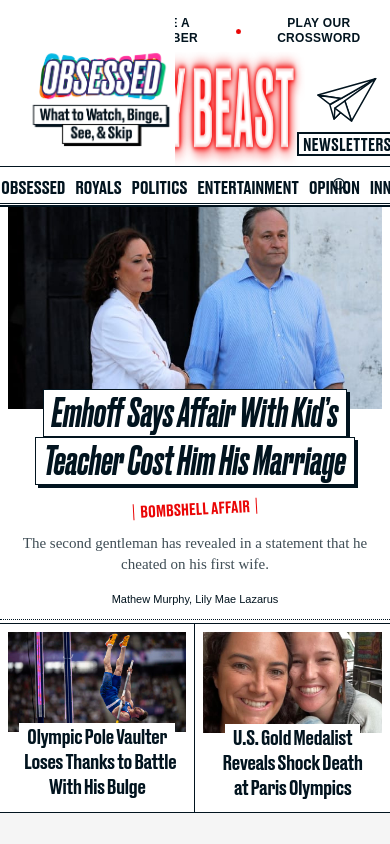 E A
BER
PLAY OUR
CROSSWORD
OBSESSED
What to Watch, Binge,
See, & Skip
Y BEAST
NEWSLETTERS
OBSESSED ROYALS POLITICS ENTERTAINMENT OPINION INN
Emhoff Says Affair With Kid's
Teacher Cost Him His Marriage
BOMBSHELL AFFAIR
The second gentleman has revealed in a statement that he
cheated on his first wife.
Mathew Murphy, Lily Mae Lazarus
Olympic Pole Vaulter
Loses Thanks to Battle
With His Bulge
U.S. Gold Medalist
Reveals Shock Death
at Paris Olympics